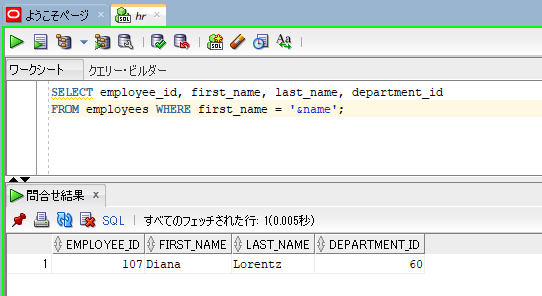 ようこそページ × hr ×
SQL Aa
ワークシート クエリー・ビルダー
SELECT employee_id, first_name, last_name, department_id
FROM employees WHERE first_name = '&name';
問合せ結果 ×
SQL | すべてのフェッチされた行: 1(0.005秒)
EMPLOYEE_ID FIRST_NAME LAST_NAME DEPARTMENT_ID
1 107 Diana Lorentz 60